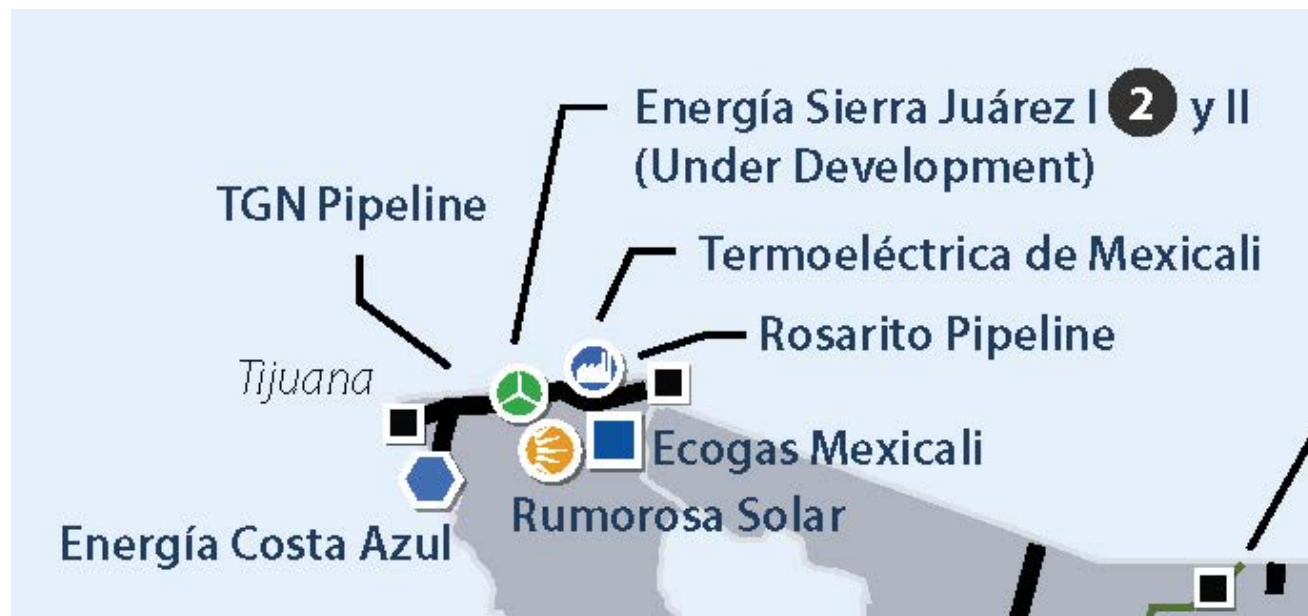 Energía Sierra Juárez I 2 y II
(Under Development)
TGN Pipeline
Termoeléctrica de Mexicali
Rosarito Pipeline
Tijuana
Ecogas Mexicali
Rumorosa Solar
Energía Costa Azul